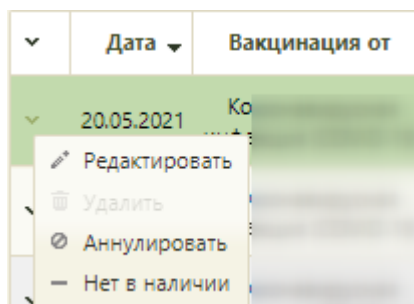 Дата Вакцинация от
20.05.2021
Редактировать
Удалить
Аннулировать
Нет в наличии